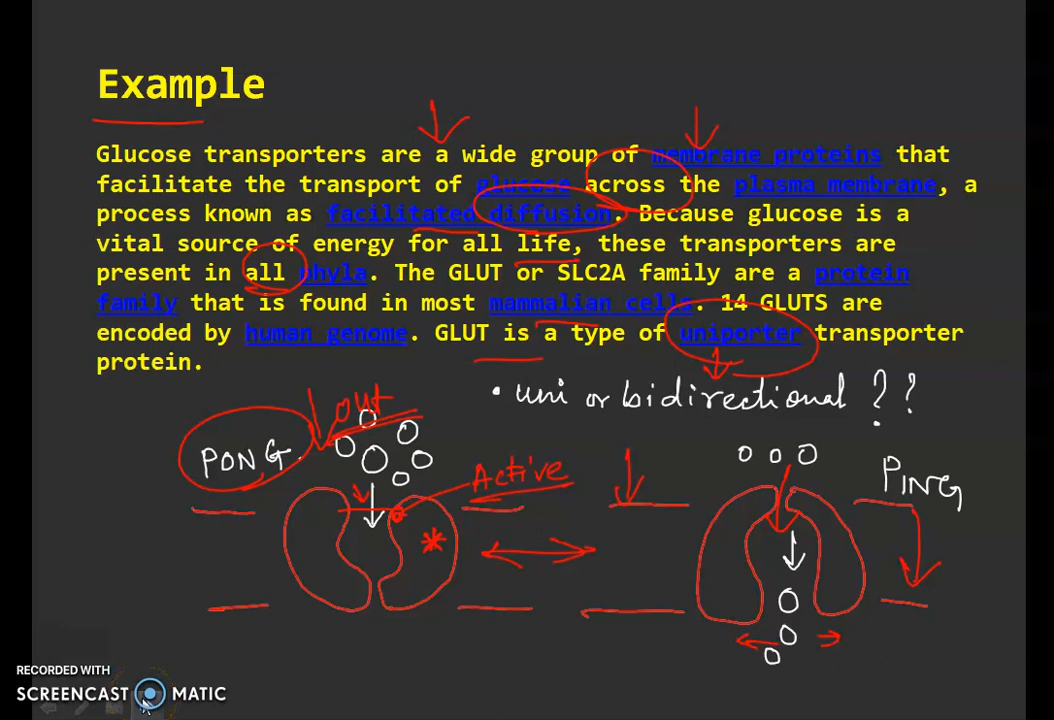 Example
Glucose transporters are a wide group of membrane proteins that
facilitate the transport of glucose across the plasma membrane, a
process known as facilitated diffusion. Because glucose is a
vital source of energy for all life, these transporters are
present in all phyla. The GLUT or SLC2A family are a protein
family that is found in most mammalian cells. 14 GLUTS are
encoded by human genome. GLUT is a type of uniporter transporter
protein.
• uni or bidirectional ??
out
PONG.
Active
PING
RECORDED WITH
SCREENCAST MATIC